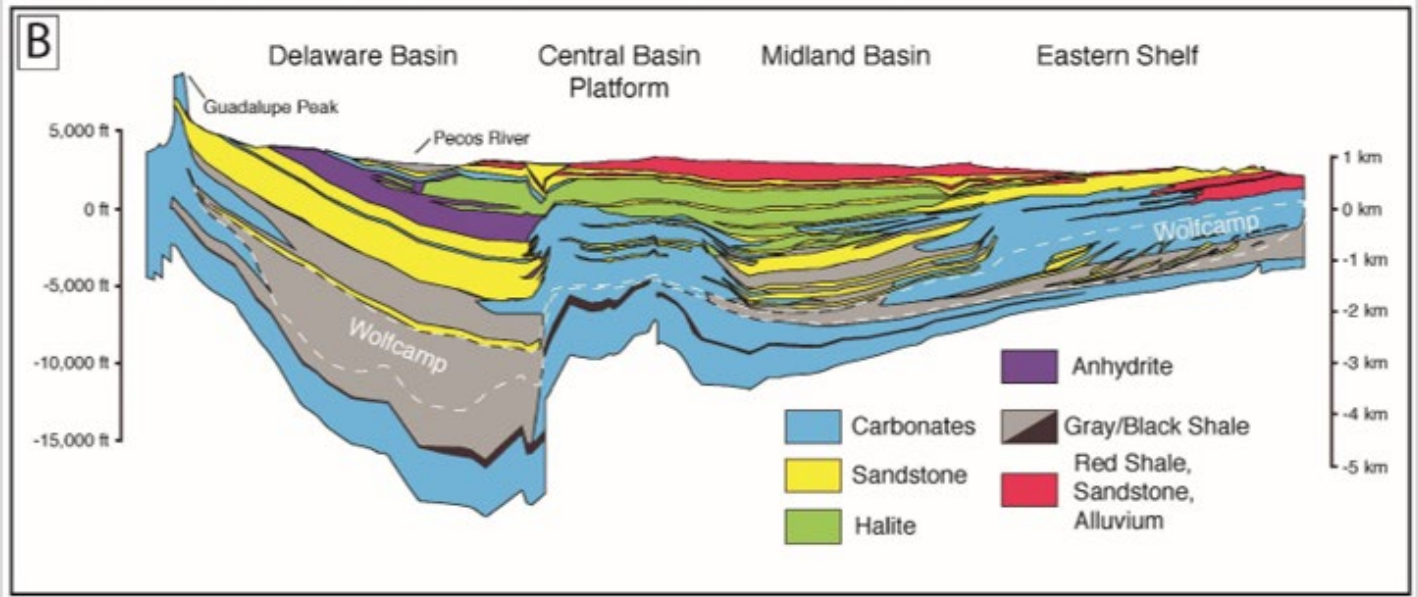 B
Delaware Basin
Central Basin
Platform
Midland Basin
Eastern Shelf
Guadalupe Peak
Pecos River
5,000 ft
0 ft
-5,000 ft
-10,000 ft
-15,000 ft
1 km
0 km
-1 km
-2 km
-3 km
-4 km
-5 km
Wolfcamp
Wolfcamp
Anhydrite
Carbonates
Gray/Black Shale
Sandstone
Red Shale,
Sandstone,
Alluvium
Halite